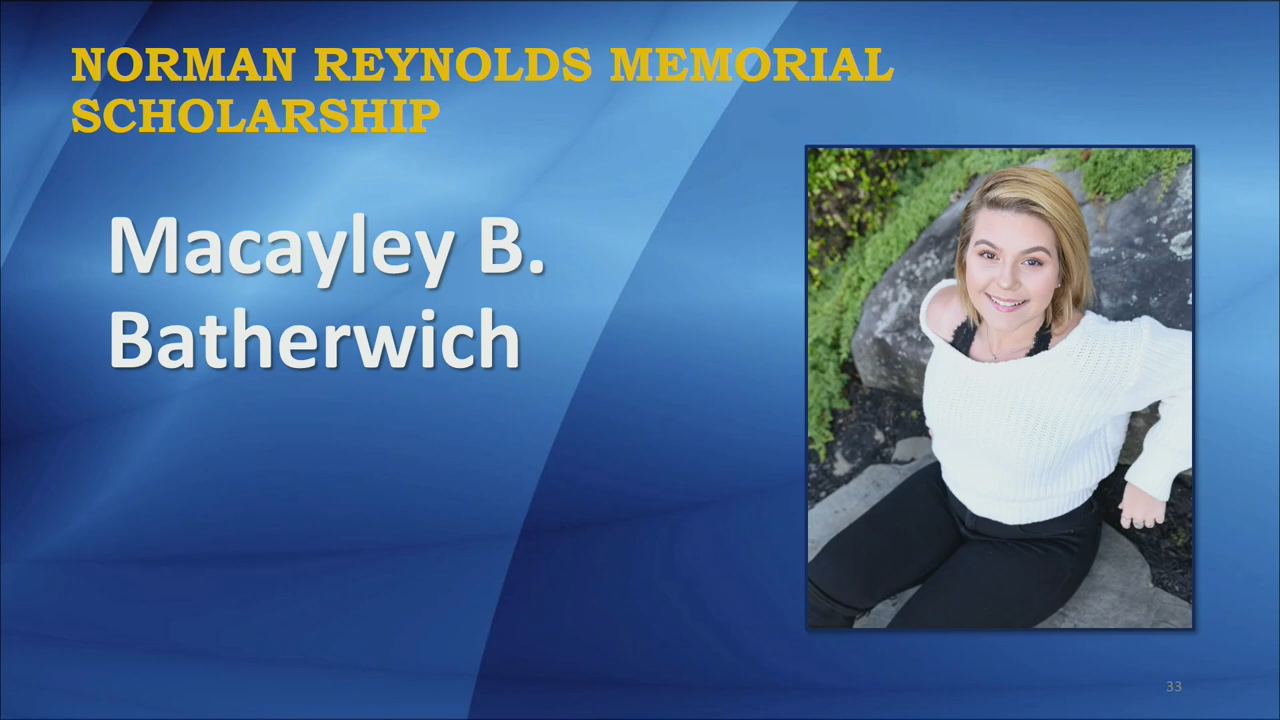 NORMAN REYNOLDS MEMORIAL
SCHOLARSHIP
Macayley B.
Batherwich
33